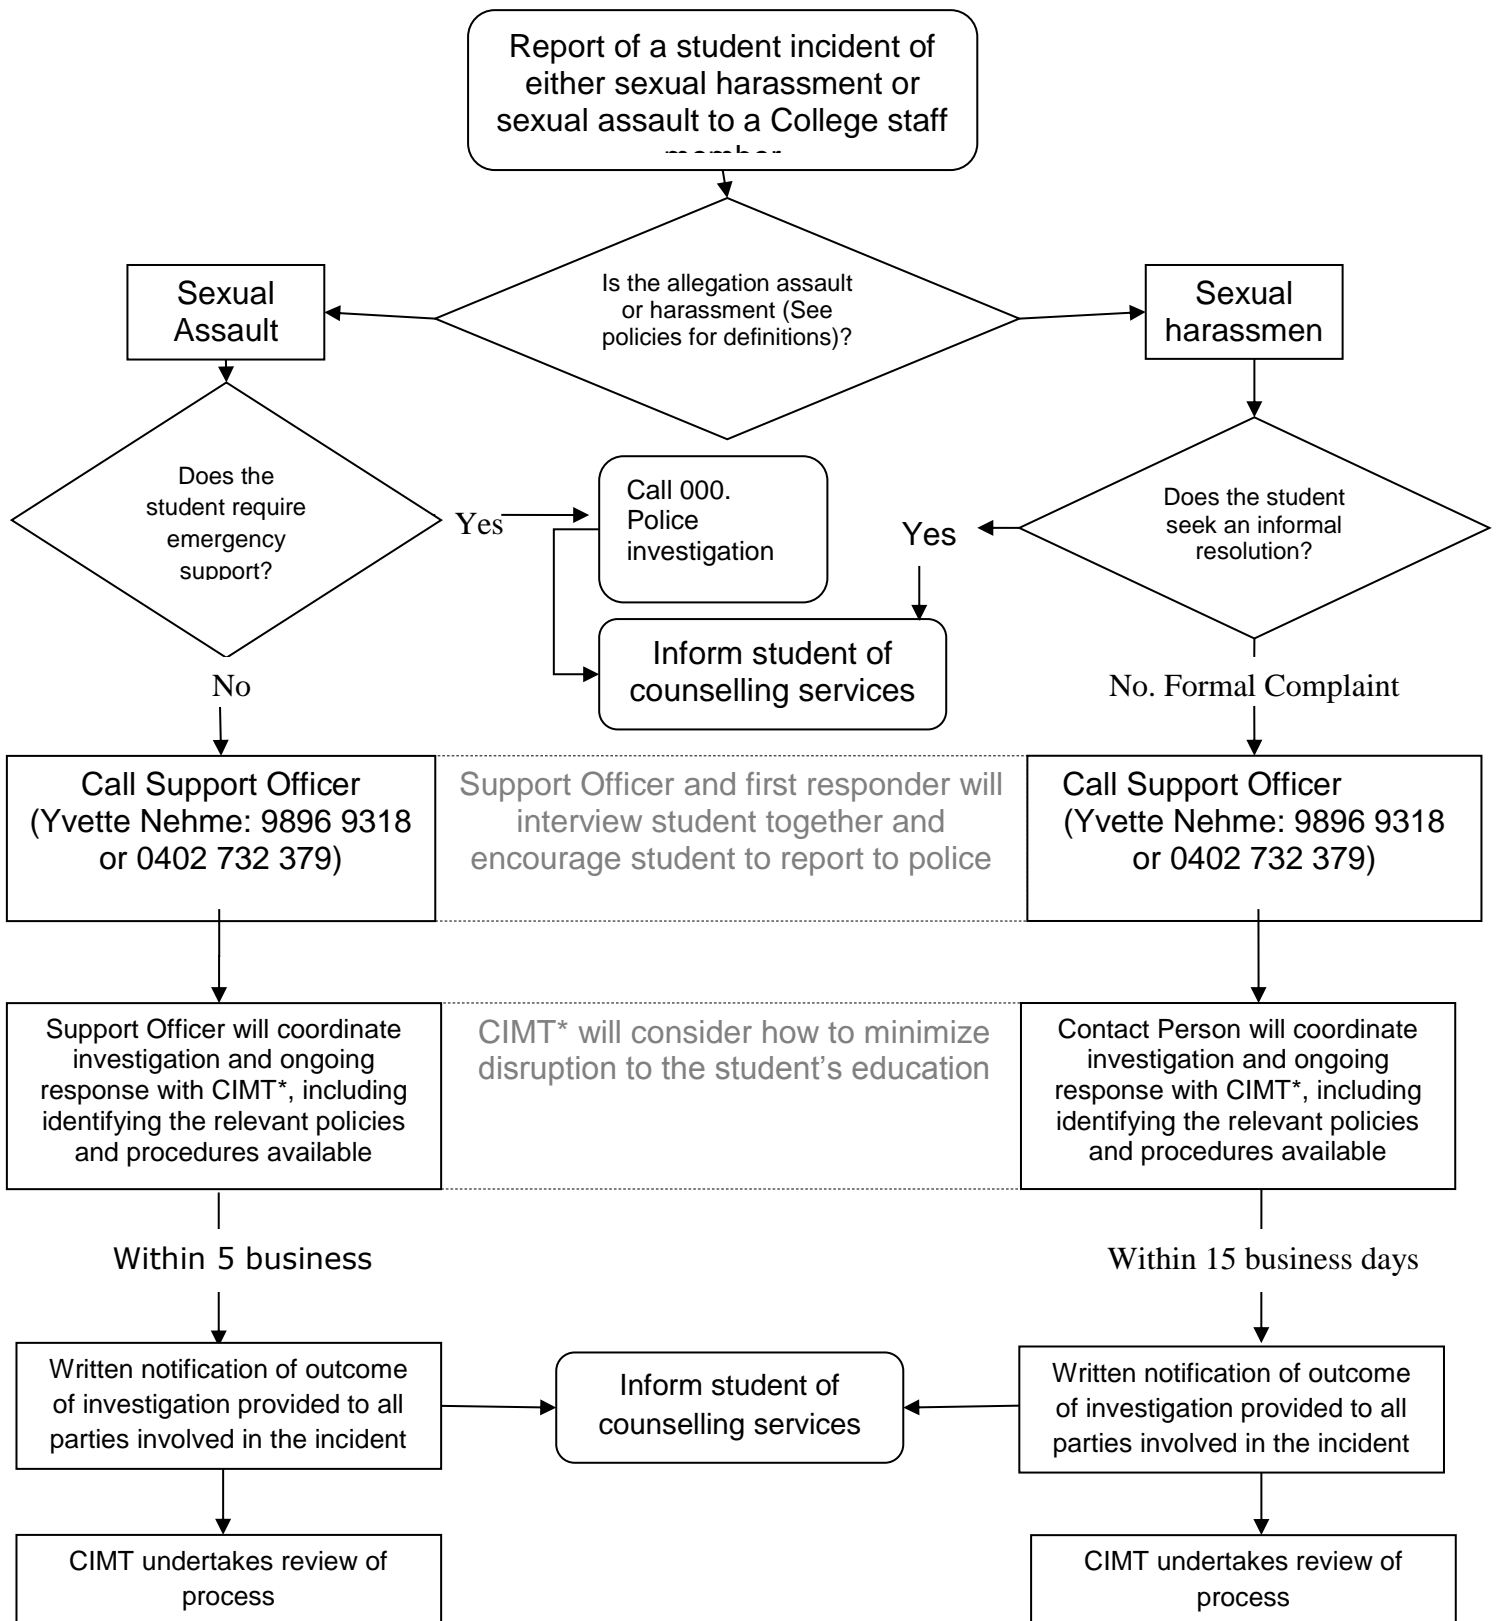 Report of a student incident of
either sexual harassment or
sexual assault to a College staff
Is the allegation assault
or harassment (See
policies for definitions)?
Sexual
Assault
Sexual
harassmen
Does the
student require
emergency
support?
Yes
Call 000.
Police
investigation
Yes
Does the student
seek an informal
resolution?
Inform student of
counselling services
No
No. Formal Complaint
Call Support Officer
(Yvette Nehme: 9896 9318
or 0402 732 379)
Support Officer and first responder will
interview student together and
encourage student to report to police
Call Support Officer
(Yvette Nehme: 9896 9318
or 0402 732 379)
Support Officer will coordinate
investigation and ongoing
response with CIMT*, including
identifying the relevant policies
and procedures available
CIMT* will consider how to minimize
disruption to the student’s education
Contact Person will coordinate
investigation and ongoing
response with CIMT*, including
identifying the relevant policies
and procedures available
Within 5 business
Within 15 business days
Written notification of outcome
of investigation provided to all
parties involved in the incident
Inform student of
counselling services
Written notification of outcome
of investigation provided to all
parties involved in the incident
CIMT undertakes review of
process
CIMT undertakes review of
process